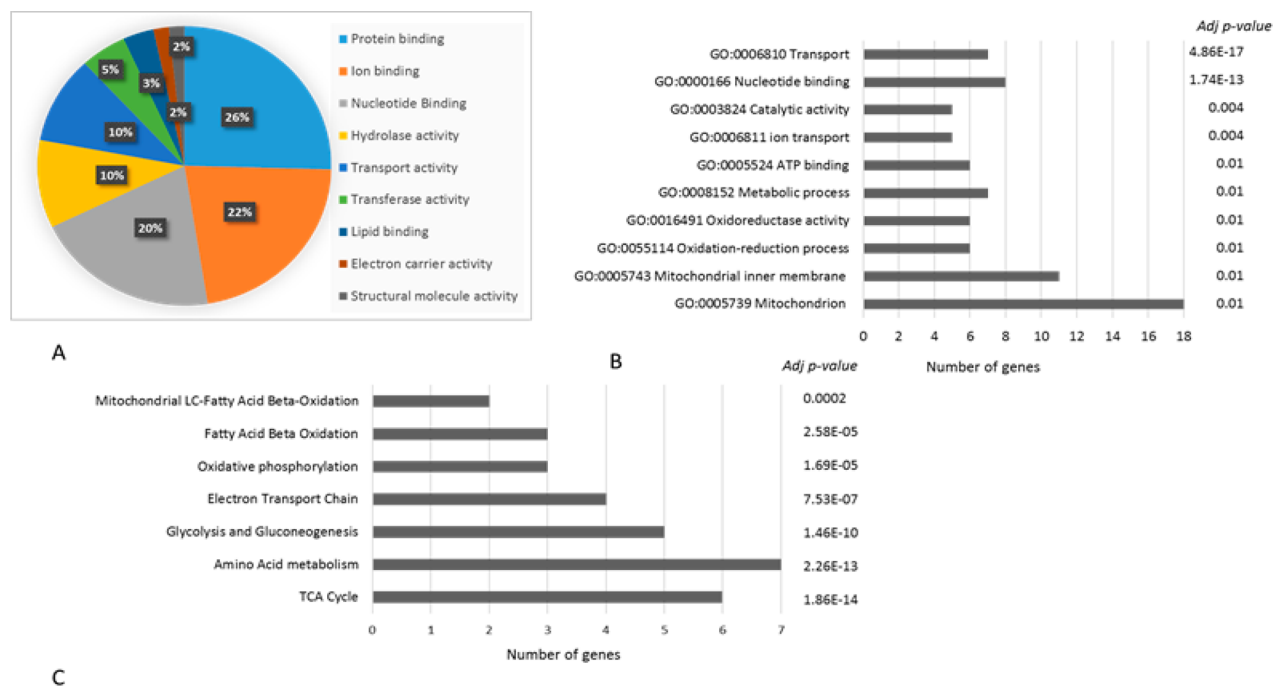 2%
5%
3%
2%
26%
10%
10%
22%
20%
Protein binding
Ion binding
Nucleotide Binding
Hydrolase activity
Transport activity
Transferase activity
Lipid binding
Electron carrier activity
Structural molecule activity
A
Adj p-value
GO:0006810 Transport 4.86E-17
GO:0000166 Nucleotide binding 1.74E-13
GO:0003824 Catalytic activity 0.004
GO:0006811 ion transport 0.004
GO:0005524 ATP binding 0.01
GO:0008152 Metabolic process 0.01
GO:0016491 Oxidoreductase activity 0.01
GO:0055114 Oxidation-reduction process 0.01
GO:0005743 Mitochondrial inner membrane 0.01
GO:0005739 Mitochondrion 0.01
0 2 4 6 8 10 12 14 16 18
Number of genes
B
Adj p-value
Mitochondrial LC-Fatty Acid Beta-Oxidation 0.0002
Fatty Acid Beta Oxidation 2.58E-05
Oxidative phosphorylation 1.69E-05
Electron Transport Chain 7.53E-07
Glycolysis and Gluconeogenesis 1.46E-10
Amino Acid metabolism 2.26E-13
TCA Cycle 1.86E-14
0 1 2 3 4 5 6 7
Number of genes
C